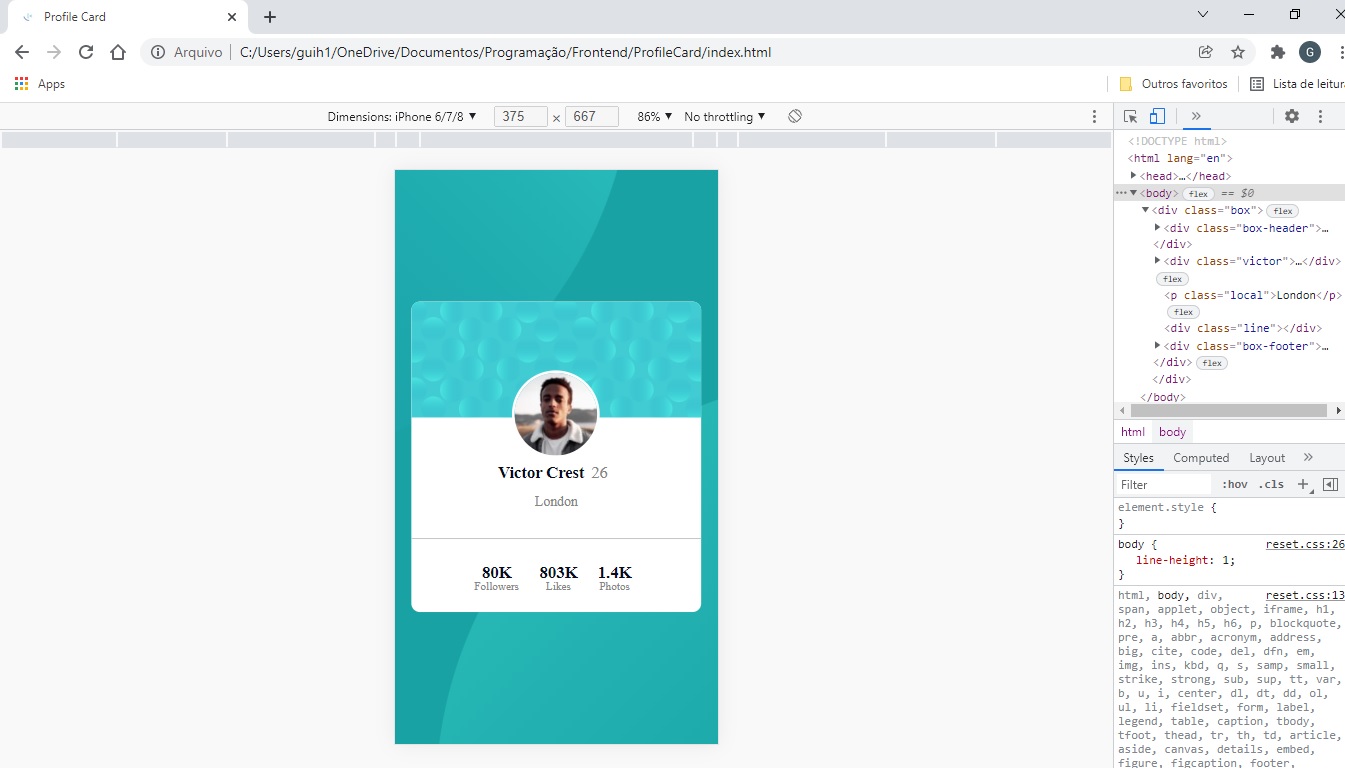 Profile Card
Arquivo C:/Users/guih1/OneDrive/Documentos/Programação/Frontend/ProfileCard/index.html
G
Apps
Outros favoritos
Lista de leitur
Dimensions: iPhone 6/7/8 ▼ 375 × 667 86% ▼ No throttling ▼
Victor Crest 26
London
80K 803K 1.4K
Followers Likes Photos
<!DOCTYPE html>
<html lang="en">
<head>…</head>
<body> flex == $0
<div class="box"> flex
<div class="box-header">…
</div>
<div class="victor">…</div>
flex
<p class="local">London</p>
flex
<div class="line"></div>
<div class="box-footer">…
</div> flex
</div>
</body>
html body
Styles Computed Layout »
Filter :hov .cls +
element.style {
}
body { reset.css:26
line-height: 1;
}
html, body, div, reset.css:13
span, applet, object, iframe, h1,
h2, h3, h4, h5, h6, p, blockquote,
pre, a, abbr, acronym, address,
big, cite, code, del, dfn, em,
img, ins, kbd, q, s, samp, small,
strike, strong, sub, sup, tt, var,
b, u, i, center, dl, dt, dd, ol,
ul, li, fieldset, form, label,
legend, table, caption, tbody,
tfoot, thead, tr, th, td, article,
aside, canvas, details, embed,
figure, figcaption, footer,